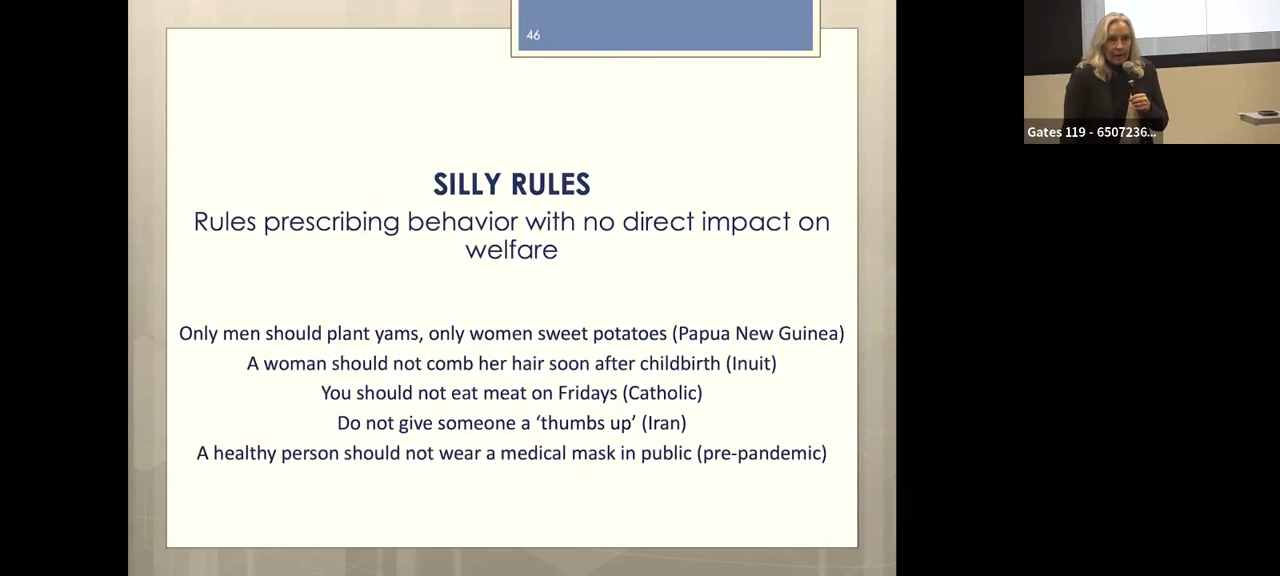 46
SILLY RULES
Rules prescribing behavior with no direct impact on
welfare
Only men should plant yams, only women sweet potatoes (Papua New Guinea)
A woman should not comb her hair soon after childbirth (Inuit)
You should not eat meat on Fridays (Catholic)
Do not give someone a ‘thumbs up’ (Iran)
A healthy person should not wear a medical mask in public (pre-pandemic)
Gates 119 - 6507236...